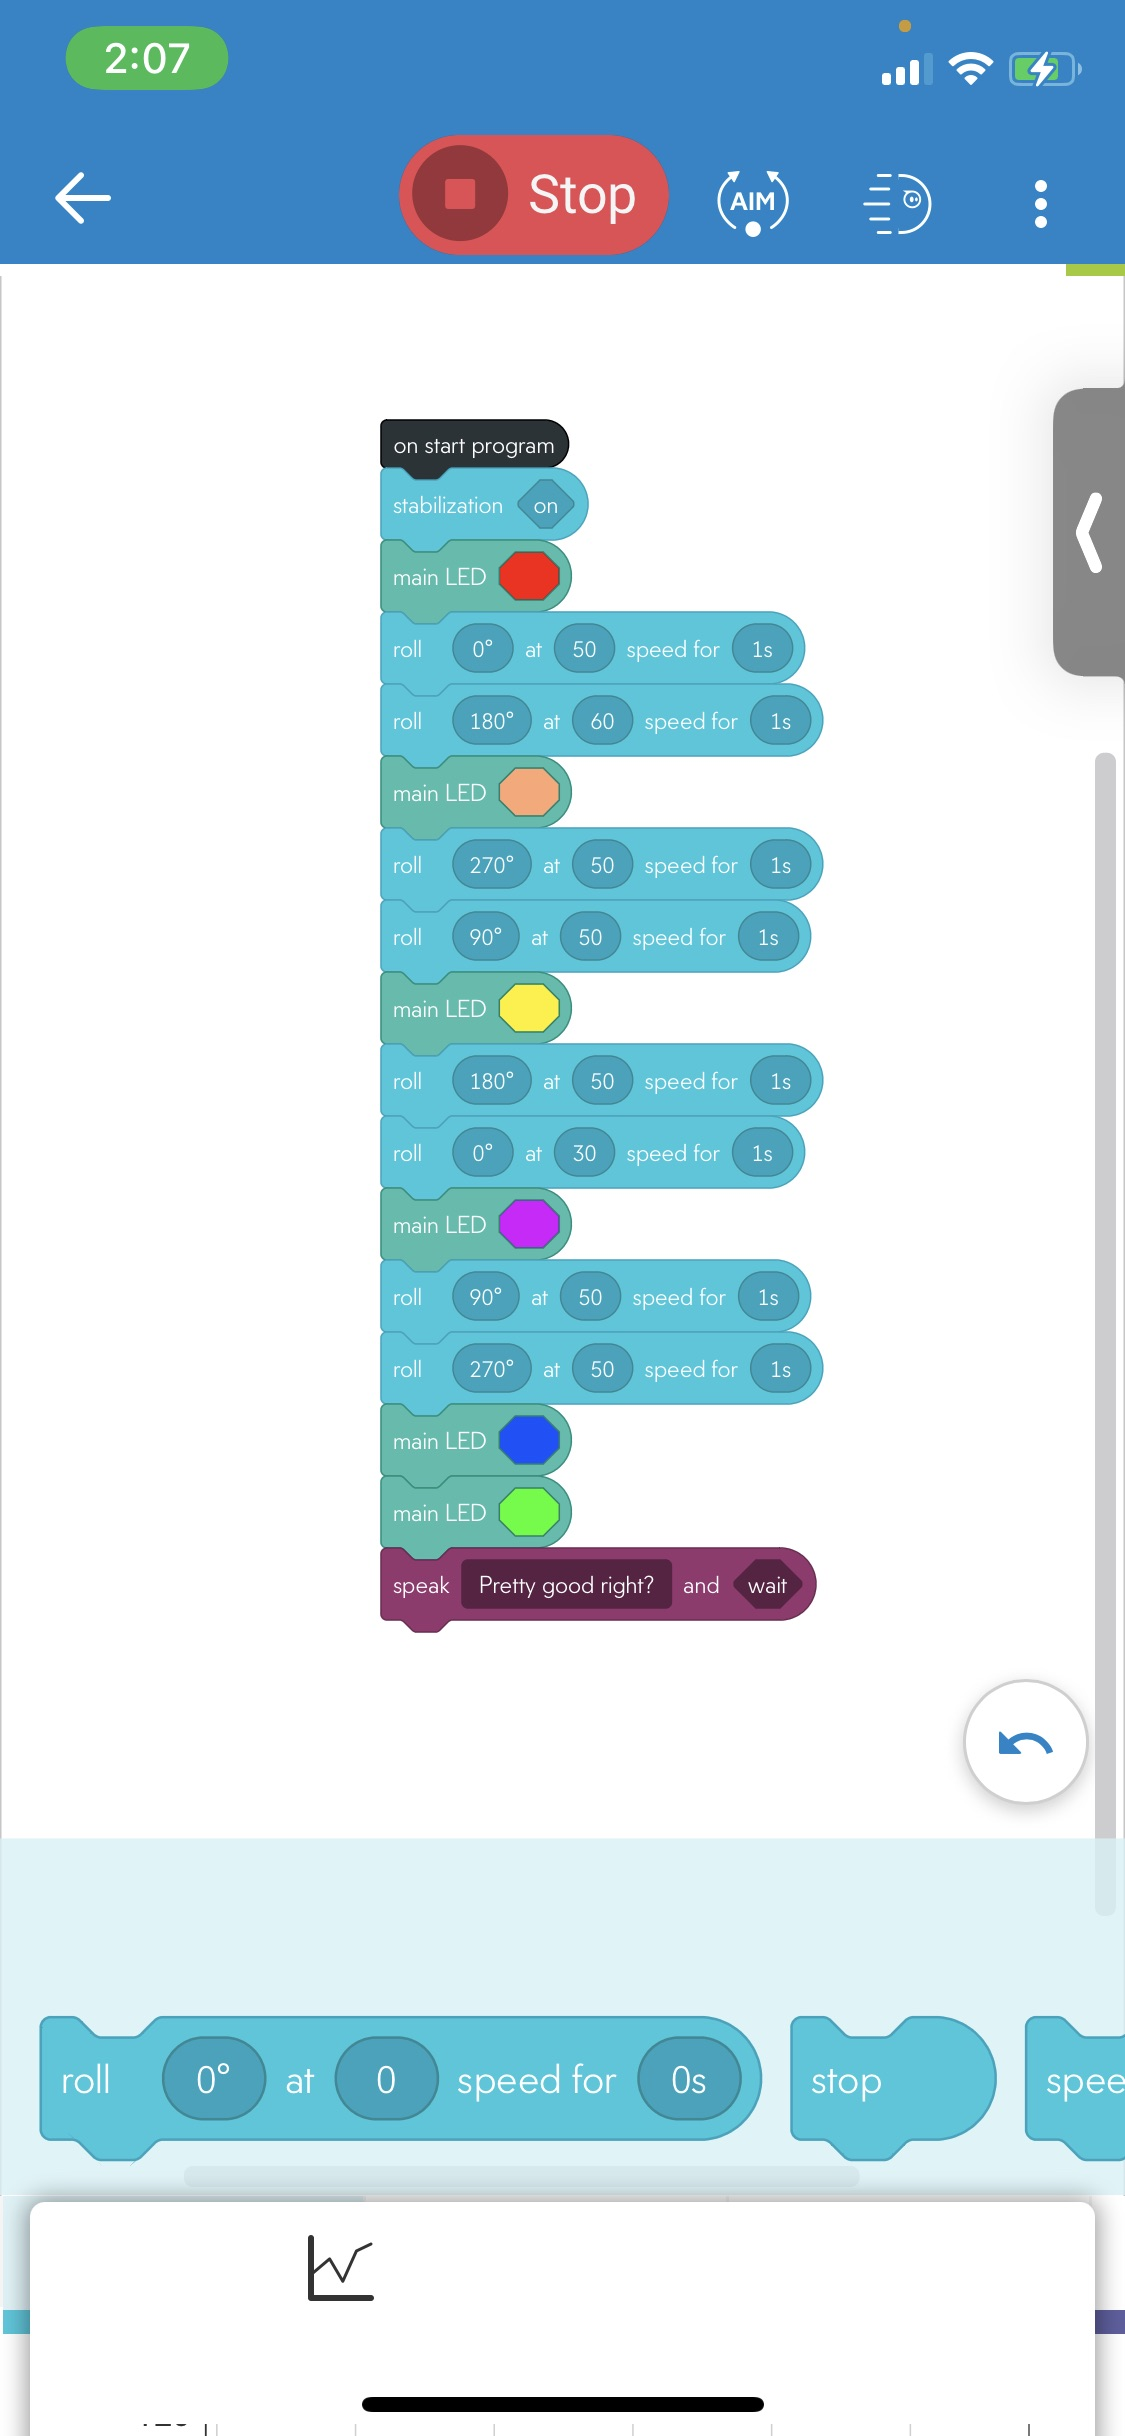 2:07
Stop
AIM
on start program
stabilization on
main LED
roll 0° at 50 speed for 1s
roll 180° at 60 speed for 1s
main LED
roll 270° at 50 speed for 1s
roll 90° at 50 speed for 1s
main LED
roll 180° at 50 speed for 1s
roll 0° at 30 speed for 1s
main LED
roll 90° at 50 speed for 1s
roll 270° at 50 speed for 1s
main LED
main LED
speak Pretty good right? and wait
roll 0° at 0 speed for 0s
stop